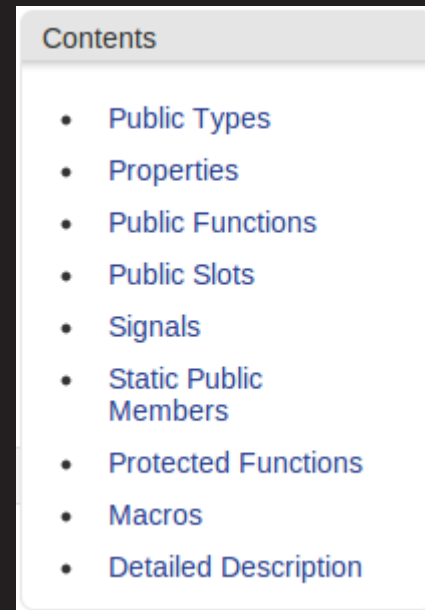 Contents
Public Types
Properties
Public Functions
Public Slots
Signals
Static Public
Members
Protected Functions
Macros
Detailed Description